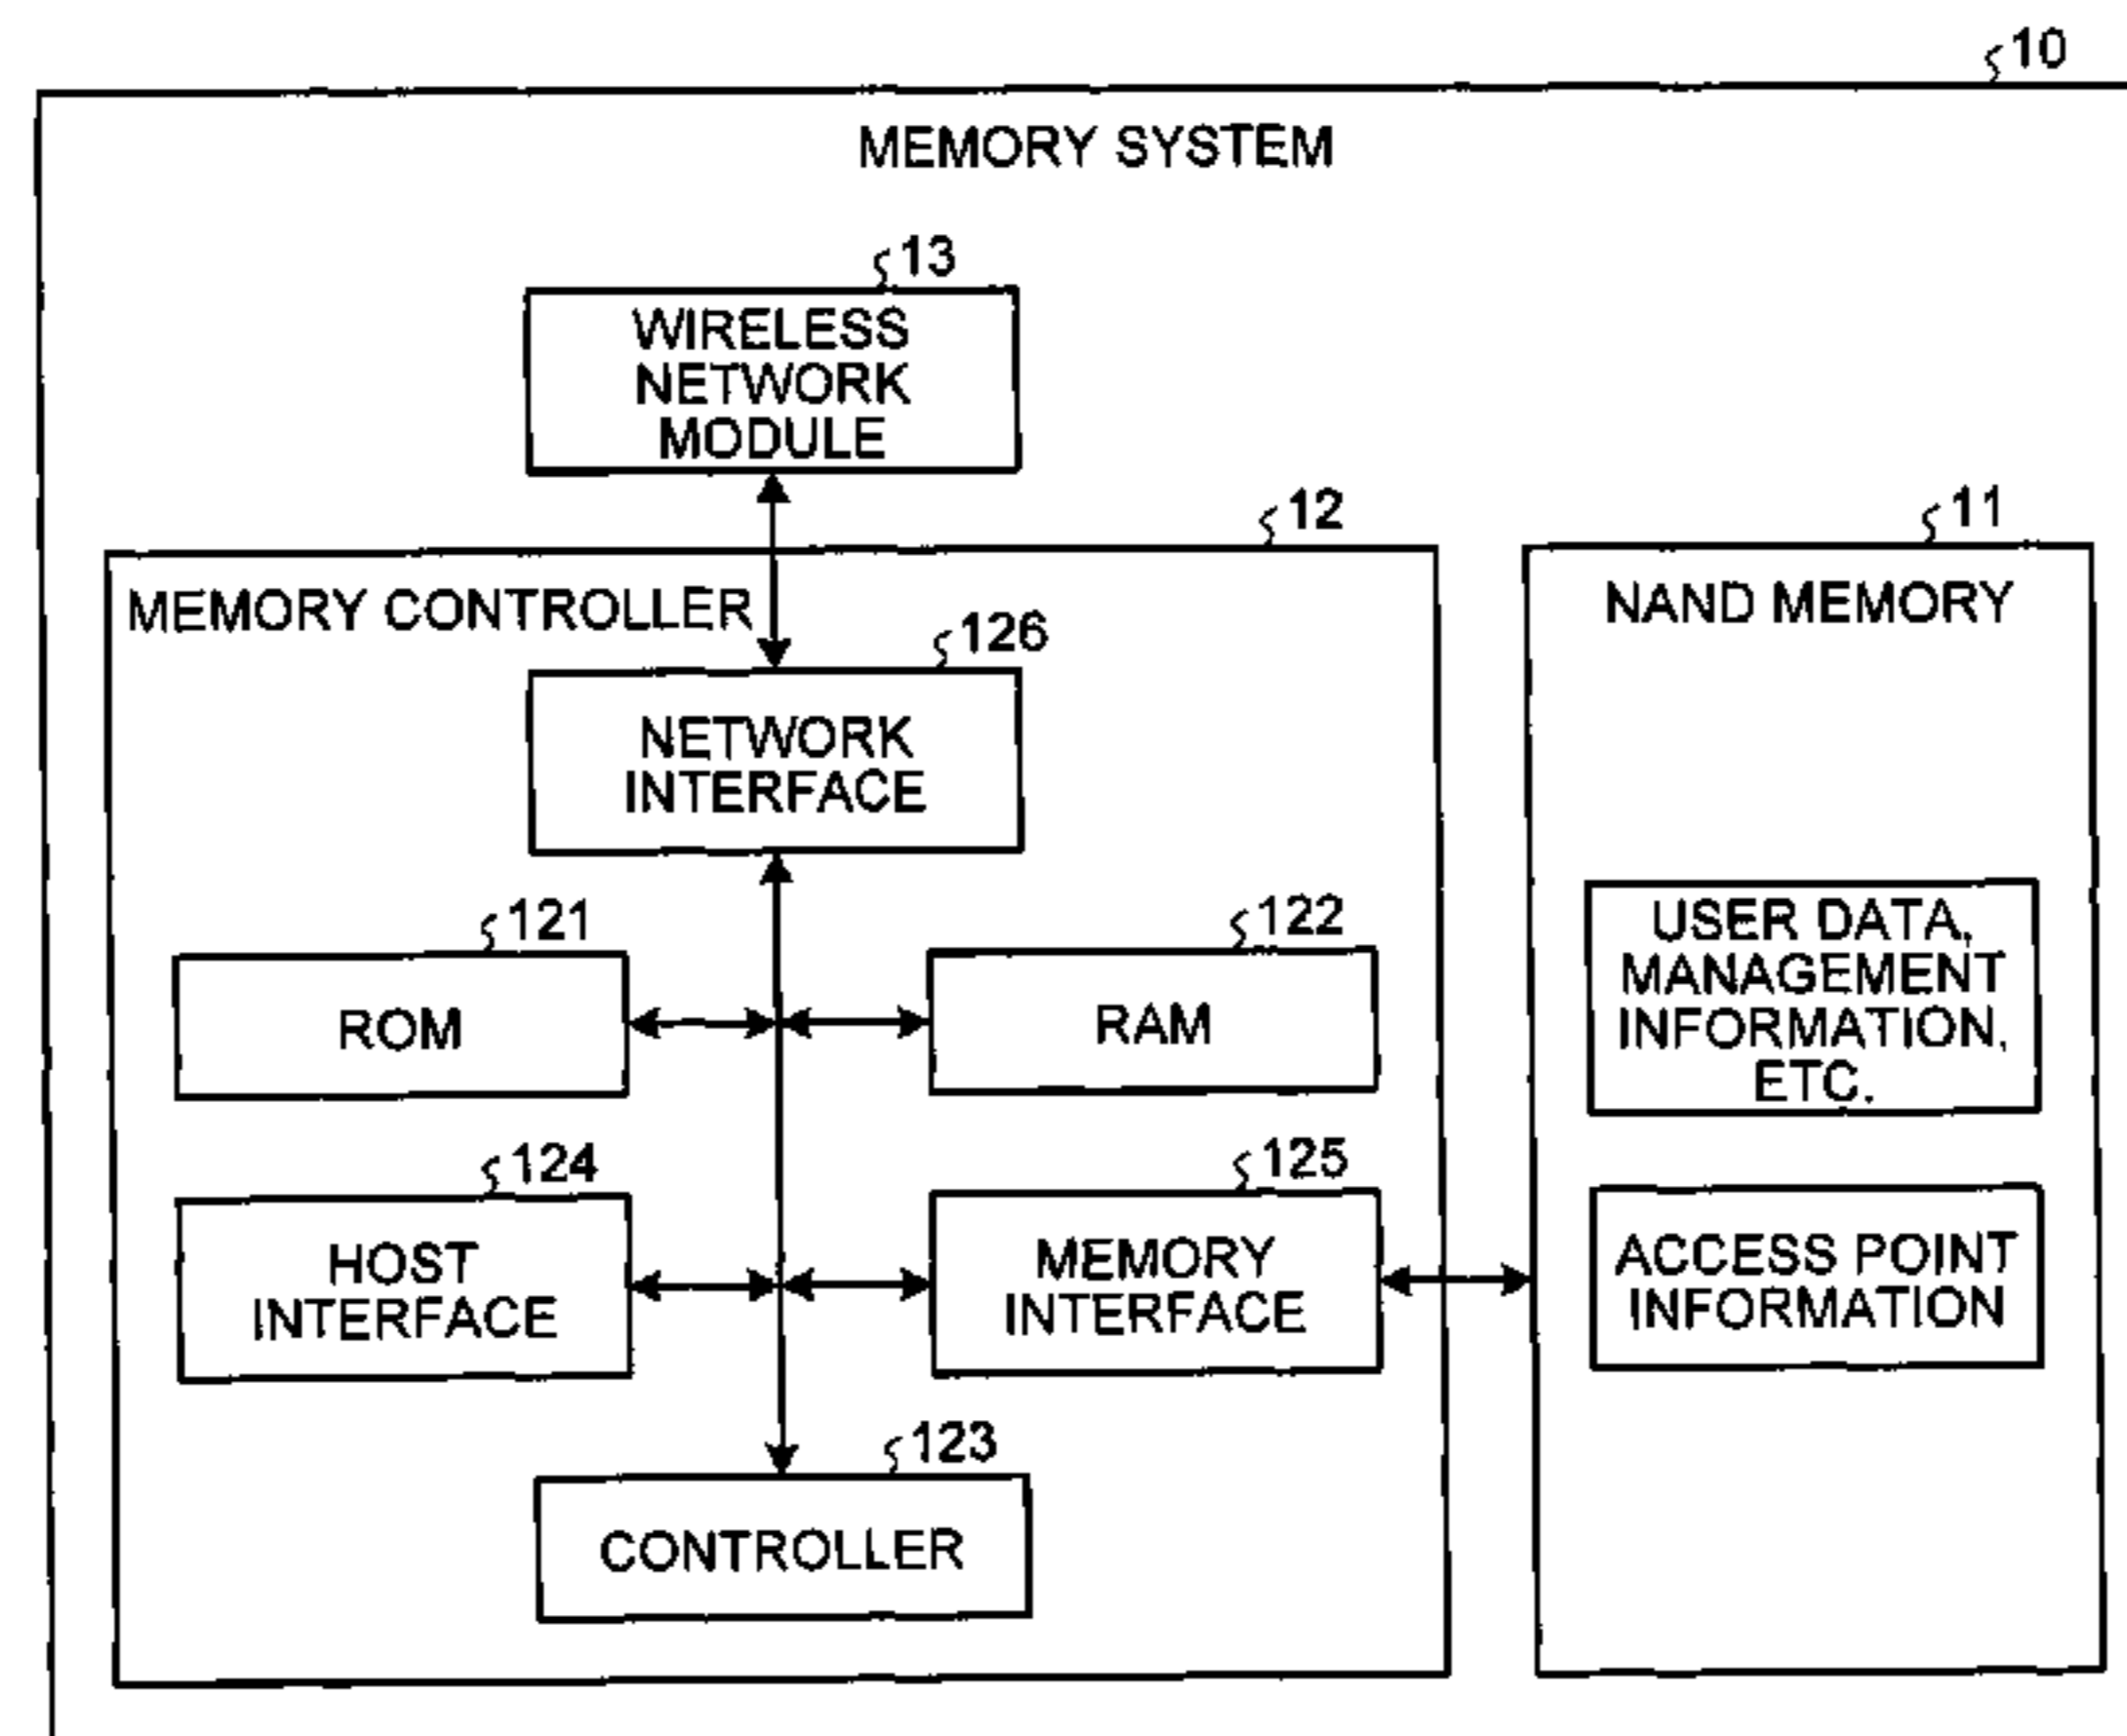 10
MEMORY SYSTEM
13
WIRELESS
NETWORK
MODULE
12
MEMORY CONTROLLER
126
NETWORK
INTERFACE
121
ROM
122
RAM
124
HOST
INTERFACE
125
MEMORY
INTERFACE
123
CONTROLLER
11
NAND MEMORY
USER DATA,
MANAGEMENT
INFORMATION,
ETC.
ACCESS POINT
INFORMATION